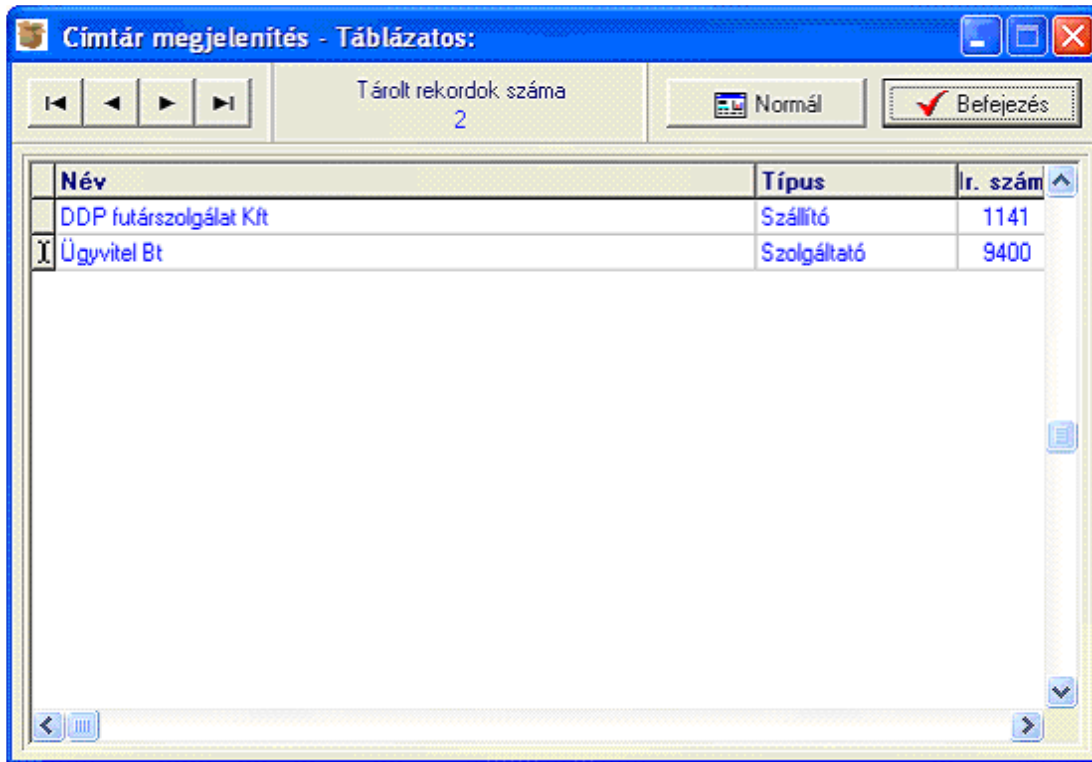 Címtár megjelenítés - Táblázatos:
Tárolt rekordok száma
2
Normál
Befejezés
Név Típus Ir. szám
DDP futárszolgálat Kft Szállító 1141
Ügyvitel Bt Szolgáltató 9400